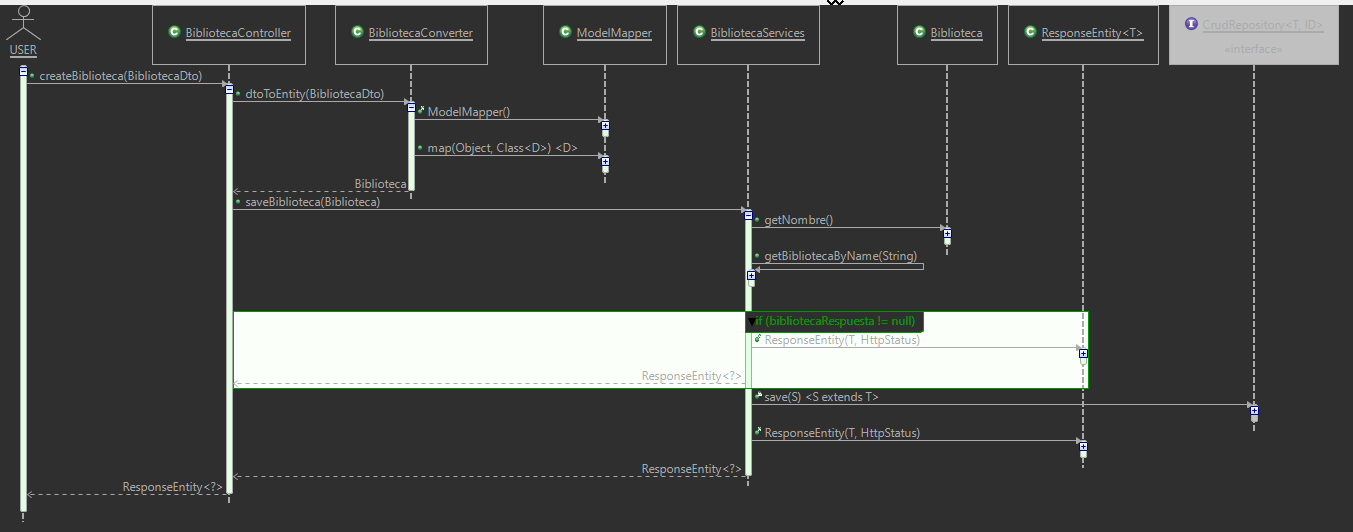 USER
BibliotecaController
BibliotecaConverter
ModelMapper
BibliotecaServices
Biblioteca
ResponseEntity<T>
CrudRepository<T, ID>
«interface»
createBiblioteca(BibliotecaDto)
dtoToEntity(BibliotecaDto)
ModelMapper()
map(Object, Class<D>) <D>
Biblioteca
saveBiblioteca(Biblioteca)
getNombre()
getBibliotecaByName(String)
if (bibliotecaRespuesta != null)
ResponseEntity(T, HttpStatus)
ResponseEntity<?>
save(S) <S extends T>
ResponseEntity(T, HttpStatus)
ResponseEntity<?>
ResponseEntity<?>